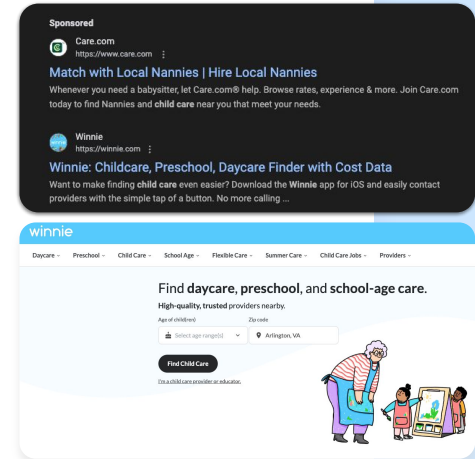 Sponsored
Care.com
https://www.care.com
Match with Local Nannies | Hire Local Nannies
Whenever you need a babysitter, let Care.com® help. Browse rates, experience & more. Join Care.com
today to find Nannies and child care near you that meet your needs.
Winnie
https://winnie.com
Winnie: Childcare, Preschool, Daycare Finder with Cost Data
Want to make finding child care even easier? Download the Winnie app for iOS and easily contact
providers with the simple tap of a button. No more calling ...
winnie
Daycare Preschool Child Care School Age Flexible Care Summer Care Child Care Jobs Providers
Find daycare, preschool, and school-age care.
High-quality, trusted providers nearby.
Age of child(ren) Zip code
Select age range(s) Arlington, VA
Find Child Care
I'm a child care provider or educator.